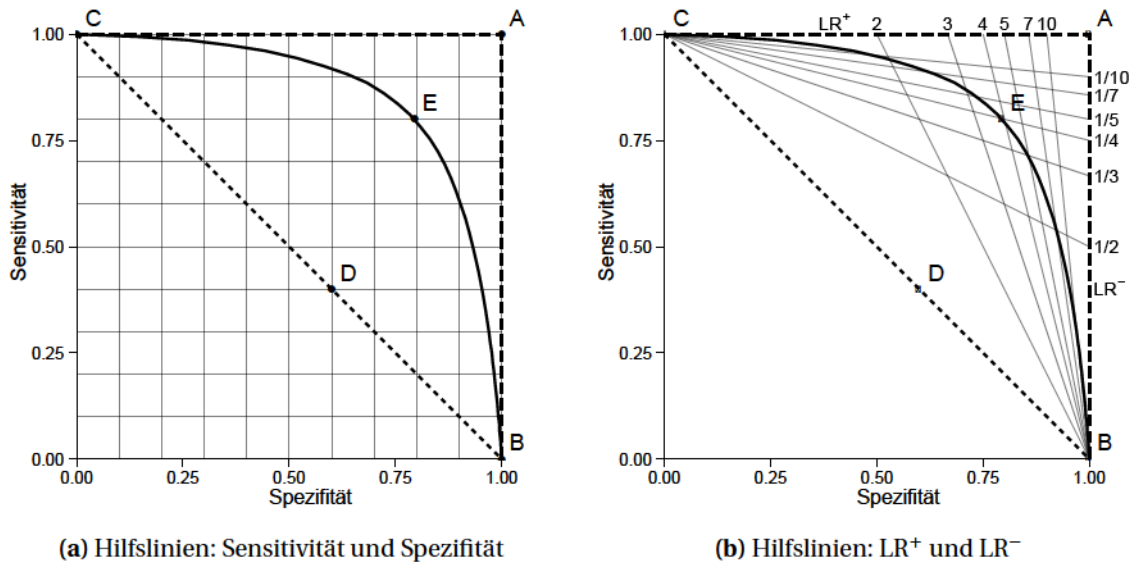 C A
1.00
E
0.75
Sensitivität
0.50
D
0.25
B
0.00
0.00 0.25 0.50 0.75 1.00
Spezifität
(a) Hilfslinien: Sensitivität und Spezifität
C LR⁺ 2 3 4 5 7 10 A
1.00
1/10
1/7
E
1/5
0.75
1/4
1/3
Sensitivität
0.50
1/2
D
LR⁻
0.25
B
0.00
0.00 0.25 0.50 0.75 1.00
Spezifität
(b) Hilfslinien: LR⁺ und LR⁻